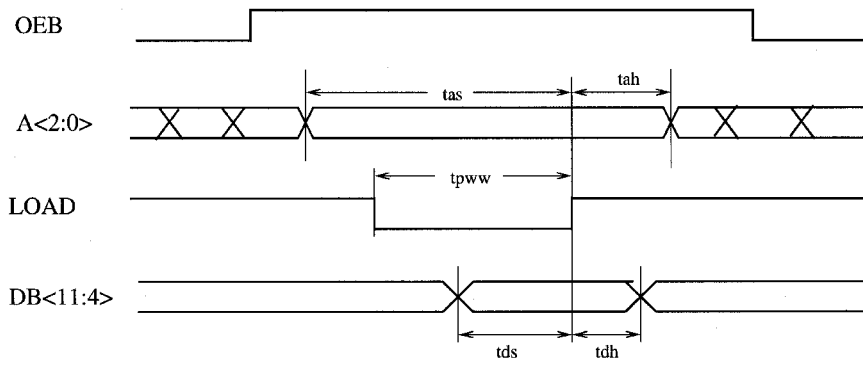 OEB
tas
tah
A<2:0>
tpww
LOAD
DB<11:4>
tds
tdh